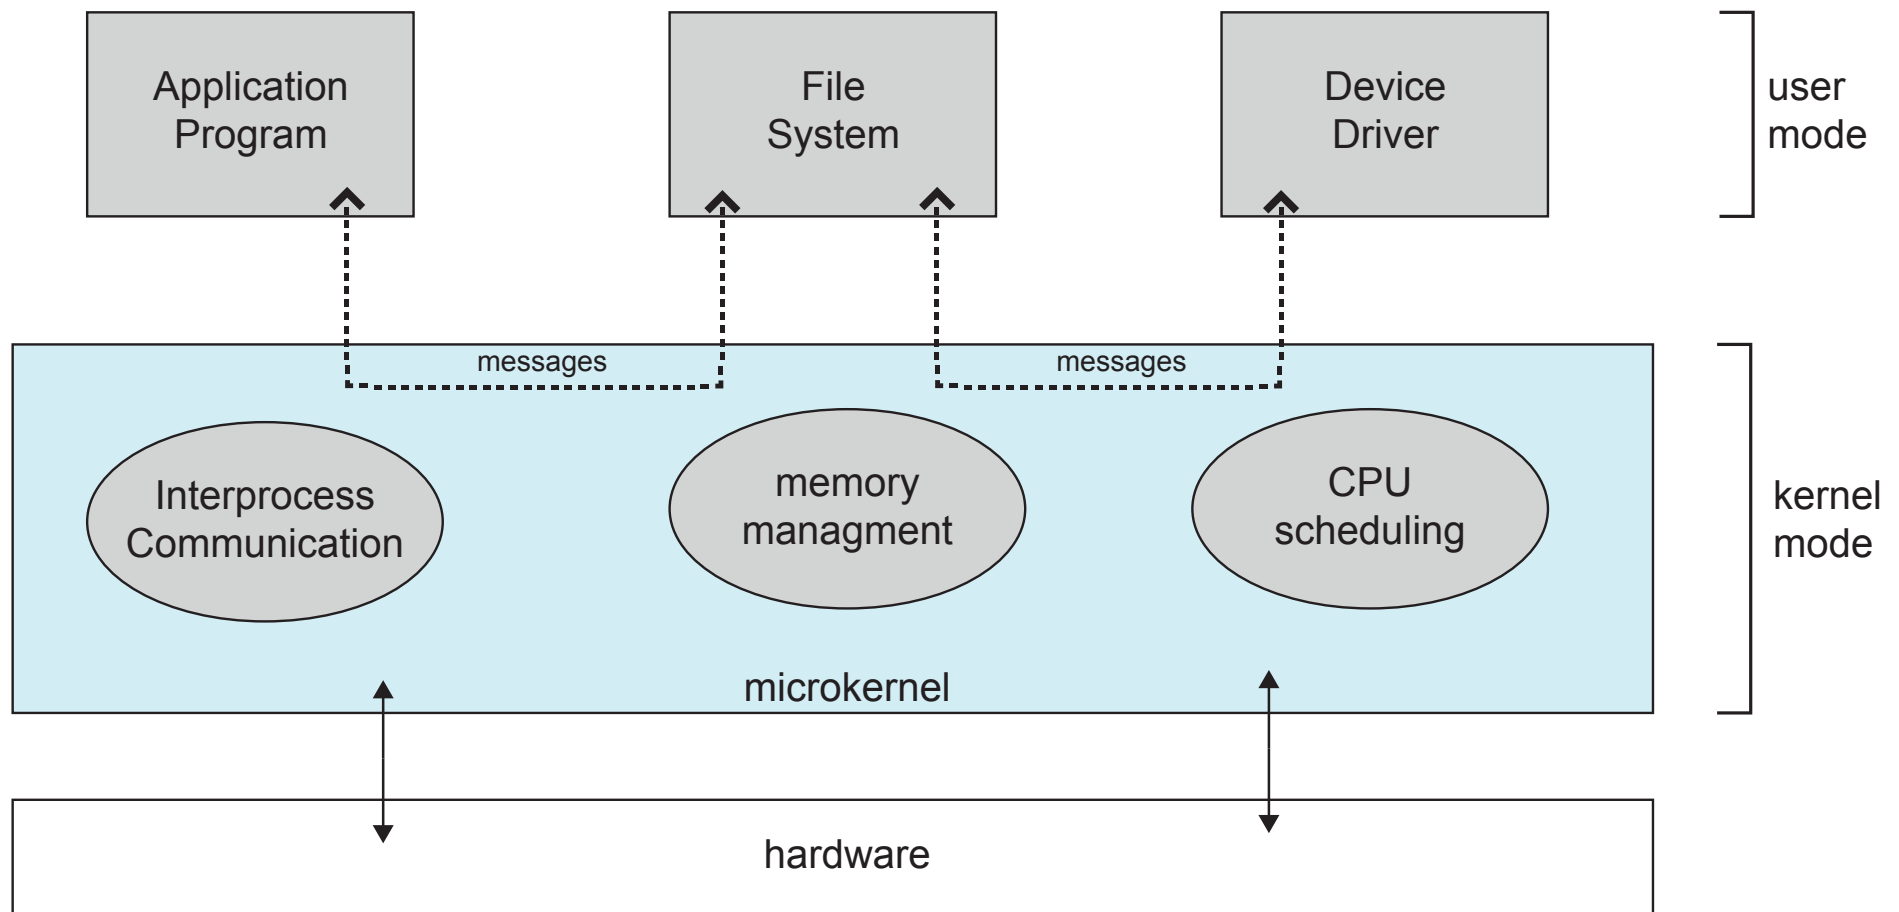 Application
Program
File
System
Device
Driver
user
mode
messages
messages
Interprocess
Communication
memory
managment
CPU
scheduling
kernel
mode
microkernel
hardware